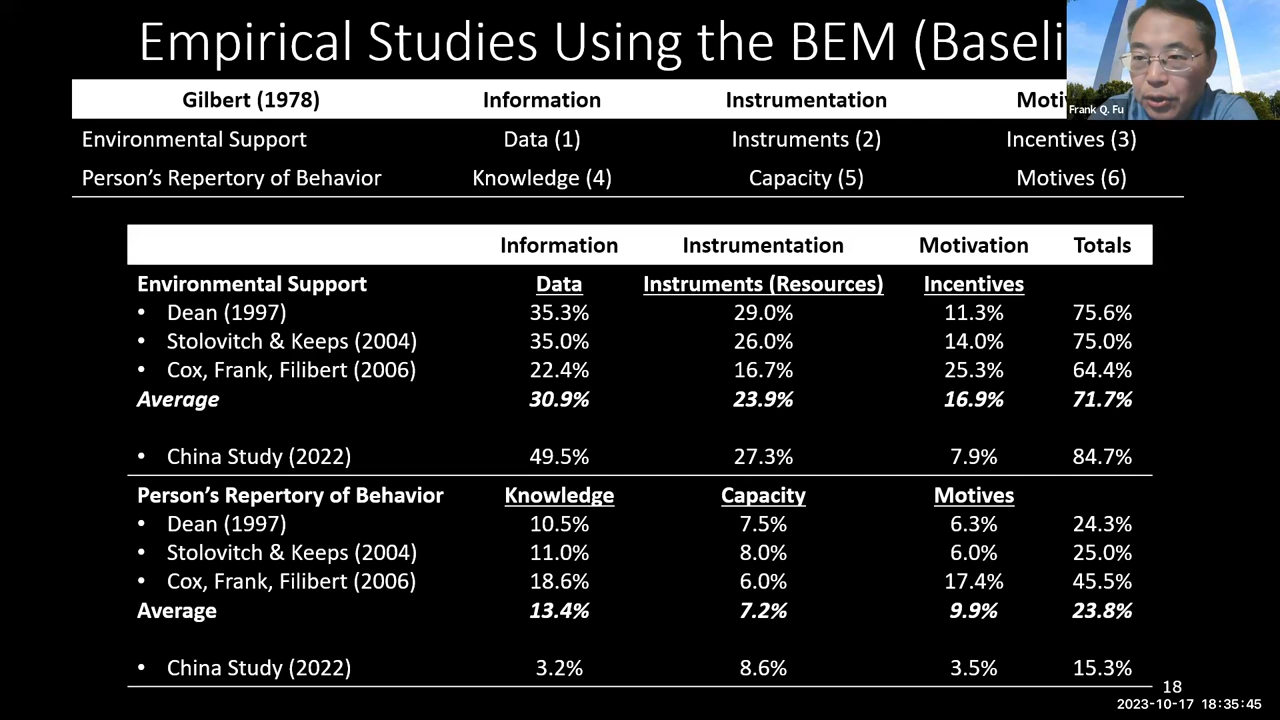 Empirical Studies Using the BEM (Baseli
Frank Q. Fu
Gilbert (1978) Information Instrumentation Moti
Environmental Support Data (1) Instruments (2) Incentives (3)
Person's Repertory of Behavior Knowledge (4) Capacity (5) Motives (6)
Information Instrumentation Motivation Totals
Environmental Support Data Instruments (Resources) Incentives
• Dean (1997) 35.3% 29.0% 11.3% 75.6%
• Stolovitch & Keeps (2004) 35.0% 26.0% 14.0% 75.0%
• Cox, Frank, Filibert (2006) 22.4% 16.7% 25.3% 64.4%
Average 30.9% 23.9% 16.9% 71.7%
• China Study (2022) 49.5% 27.3% 7.9% 84.7%
Person's Repertory of Behavior Knowledge Capacity Motives
• Dean (1997) 10.5% 7.5% 6.3% 24.3%
• Stolovitch & Keeps (2004) 11.0% 8.0% 6.0% 25.0%
• Cox, Frank, Filibert (2006) 18.6% 6.0% 17.4% 45.5%
Average 13.4% 7.2% 9.9% 23.8%
• China Study (2022) 3.2% 8.6% 3.5% 15.3%
18
2023-10-17 18:35:45